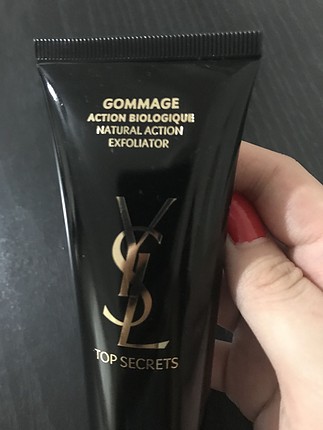 GOMMAGE
ACTION BIOLOGIQUE
NATURAL ACTION
EXFOLIATOR
YSL
TOP SECRETS